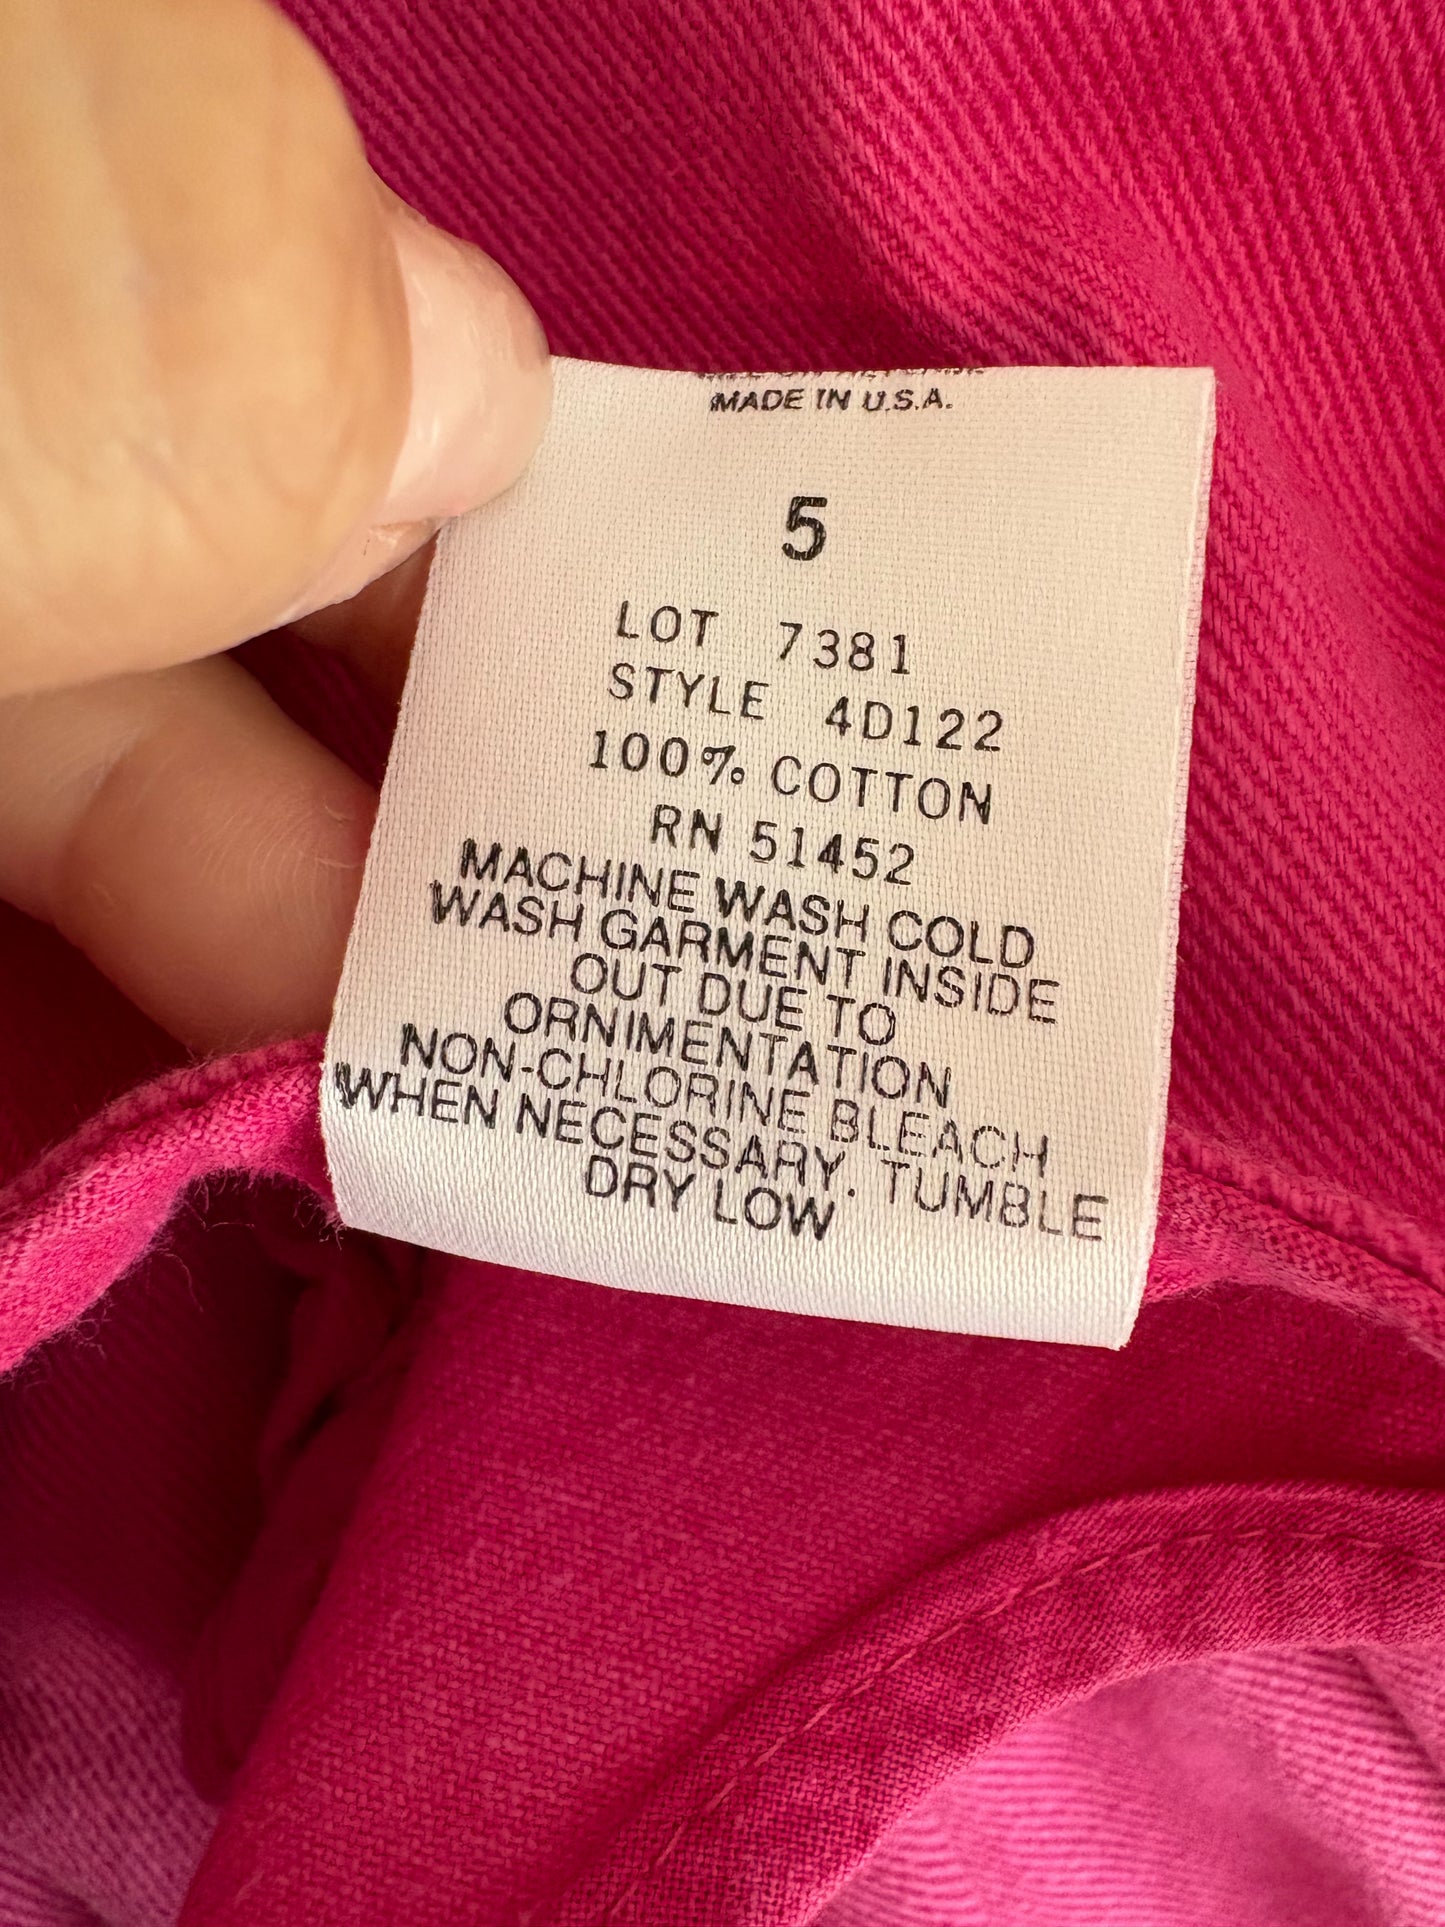 MADE IN U.S.A.
5
LOT 7381
STYLE 4D122
100% COTTON
RN 51452
MACHINE WASH COLD
WASH GARMENT INSIDE
OUT DUE TO
ORNIMENTATION
NON-CHLORINE BLEACH
WHEN NECESSARY. TUMBLE
DRY LOW